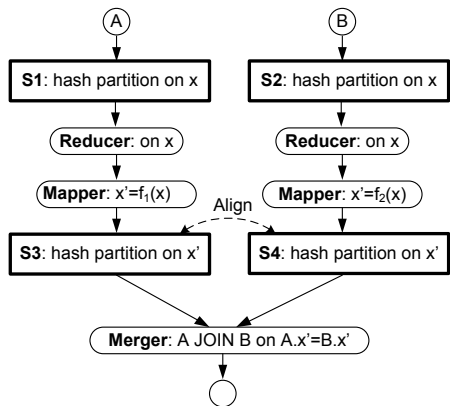 A
B
S1: hash partition on x
S2: hash partition on x
Reducer: on x
Reducer: on x
Mapper: x'=f₁(x)
Mapper: x'=f₂(x)
Align
S3: hash partition on x'
S4: hash partition on x'
Merger: A JOIN B on A.x'=B.x'